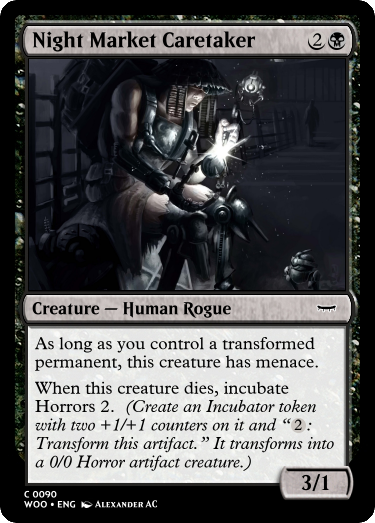 Night Market Caretaker 2
Creature — Human Rogue
As long as you control a transformed
permanent, this creature has menace.
When this creature dies, incubate
Horrors 2. (Create an Incubator token
with two +1/+1 counters on it and “2:
Transform this artifact.” It transforms into
a 0/0 Horror artifact creature.)
3/1
C 0090
WOO • ENG Alexander AC